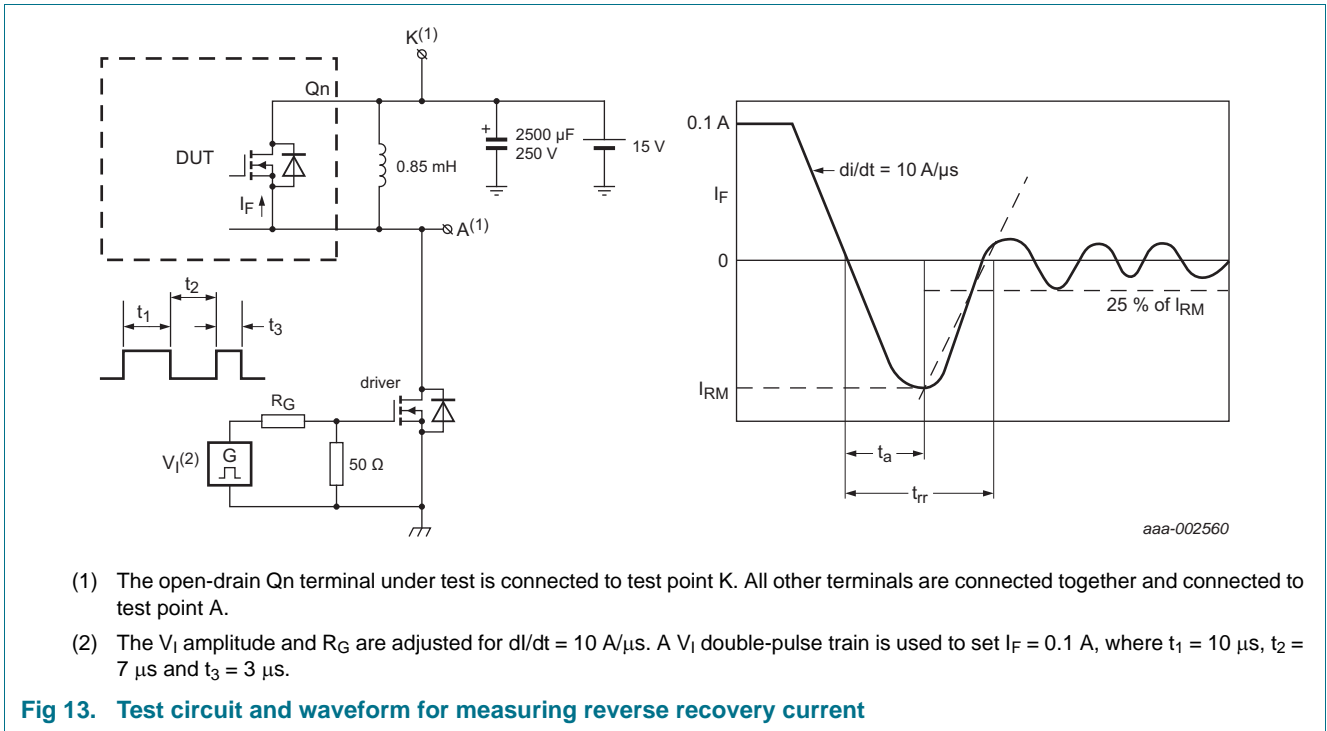 K(1)
Qn
DUT
IF
0.85 mH
+
2500 μF
250 V
15 V
A(1)
t1
t2
t3
driver
RG
VI(2)
G
50 Ω
0.1 A
di/dt = 10 A/μs
IF
0
25 % of IRM
IRM
ta
trr
aaa-002560
(1) The open-drain Qn terminal under test is connected to test point K. All other terminals are connected together and connected to
test point A.
(2) The VI amplitude and RG are adjusted for dI/dt = 10 A/μs. A VI double-pulse train is used to set IF = 0.1 A, where t1 = 10 μs, t2 =
7 μs and t3 = 3 μs.
Fig 13. Test circuit and waveform for measuring reverse recovery current